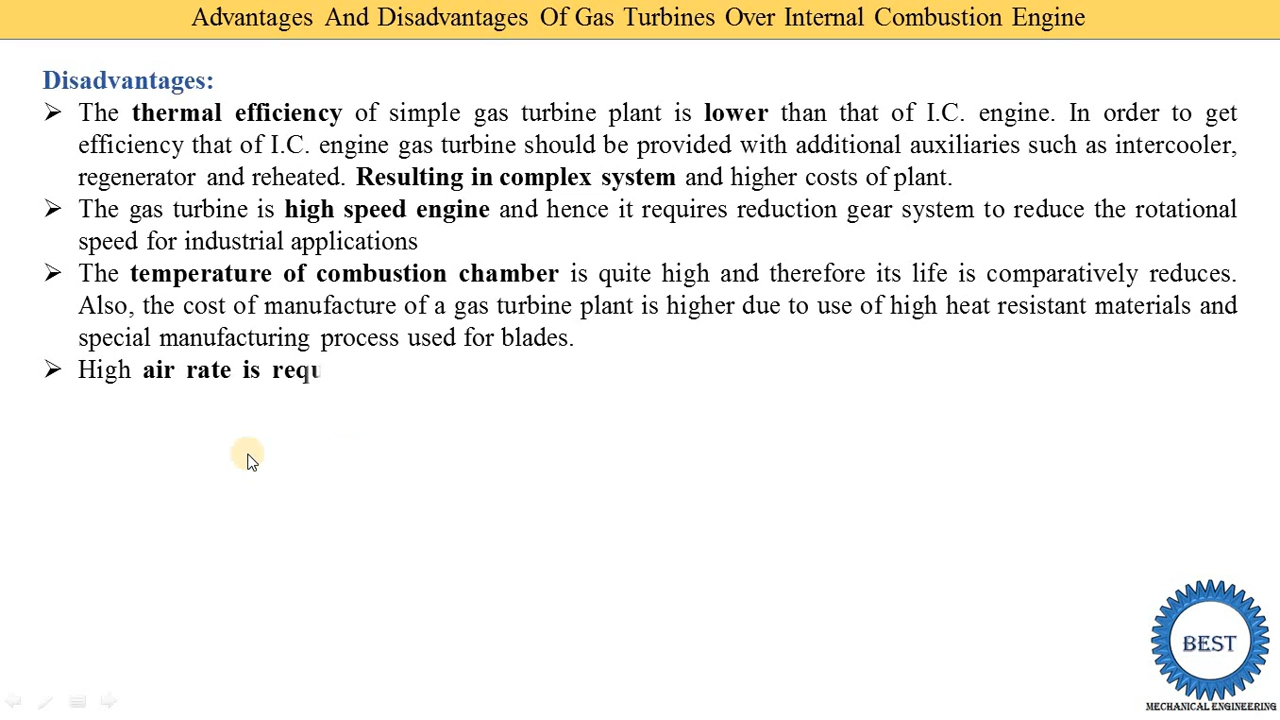 Advantages And Disadvantages Of Gas Turbines Over Internal Combustion Engine
Disadvantages:
➢ The thermal efficiency of simple gas turbine plant is lower than that of I.C. engine. In order to get
efficiency that of I.C. engine gas turbine should be provided with additional auxiliaries such as intercooler,
regenerator and reheated. Resulting in complex system and higher costs of plant.
➢ The gas turbine is high speed engine and hence it requires reduction gear system to reduce the rotational
speed for industrial applications
➢ The temperature of combustion chamber is quite high and therefore its life is comparatively reduces.
Also, the cost of manufacture of a gas turbine plant is higher due to use of high heat resistant materials and
special manufacturing process used for blades.
➢ High air rate is requ
BEST
MECHANICAL ENGINEERING